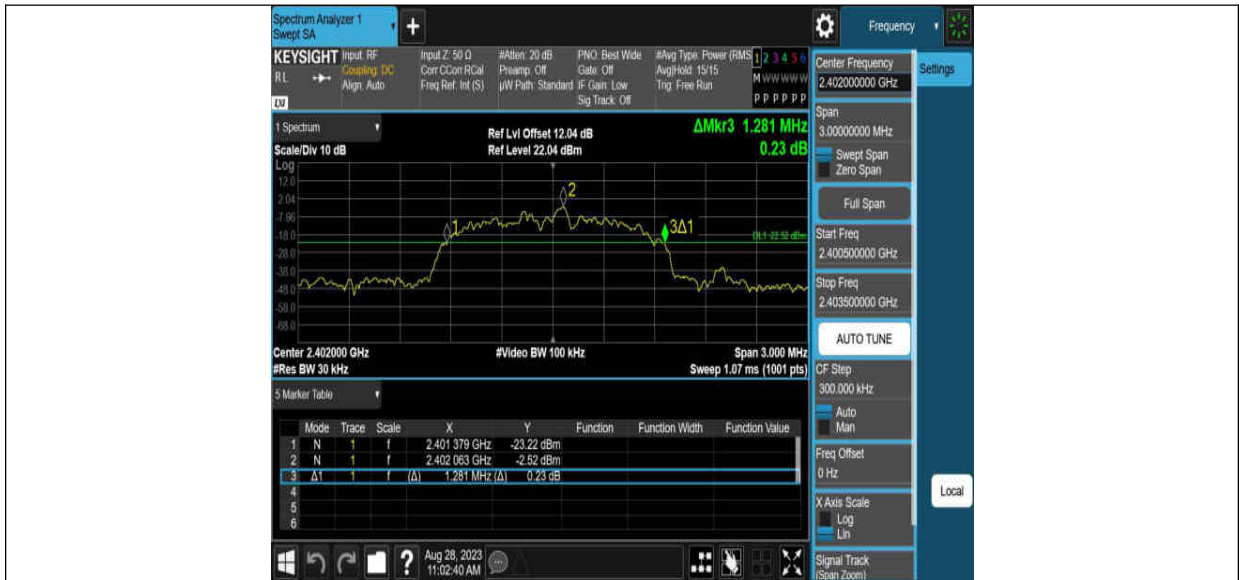 Spectrum Analyzer 1
Swept SA
+
Frequency
KEYSIGHT
RL
LXI
Input: RF
Coupling: DC
Align: Auto
Input Z: 50 Ω
Corr CCorr RCal
Freq Ref: Int (S)
#Atten: 20 dB
Preamp: Off
µW Path: Standard
PNO: Best Wide
Gate: Off
IF Gain: Low
Sig Track: Off
#Avg Type: Power (RMS
Avg|Hold: 15/15
Trig: Free Run
1 2 3 4 5 6
M W W W W W
P P P P P P
1 Spectrum
Scale/Div 10 dB
Ref Lvl Offset 12.04 dB
Ref Level 22.04 dBm
ΔMkr3 1.281 MHz
0.23 dB
Log
12.0
2.04
-7.96
-18.0
-28.0
-38.0
-48.0
-58.0
-68.0
1
2
3Δ1
DL1 -22.52 dBm
Center 2.402000 GHz
#Video BW 100 kHz
Span 3.000 MHz
#Res BW 30 kHz
Sweep 1.07 ms (1001 pts)
5 Marker Table
Mode Trace Scale X Y Function Function Width Function Value
1 N 1 f 2.401 379 GHz -23.22 dBm
2 N 1 f 2.402 063 GHz -2.52 dBm
3 Δ1 1 f (Δ) 1.281 MHz (Δ) 0.23 dB
4
5
6
?
Aug 28, 2023
11:02:40 AM
Center Frequency
2.402000000 GHz
Span
3.00000000 MHz
Swept Span
Zero Span
Full Span
Start Freq
2.400500000 GHz
Stop Freq
2.403500000 GHz
AUTO TUNE
CF Step
300.000 kHz
Auto
Man
Freq Offset
0 Hz
X Axis Scale
Log
Lin
Signal Track
(Span Zoom)
Settings
Local